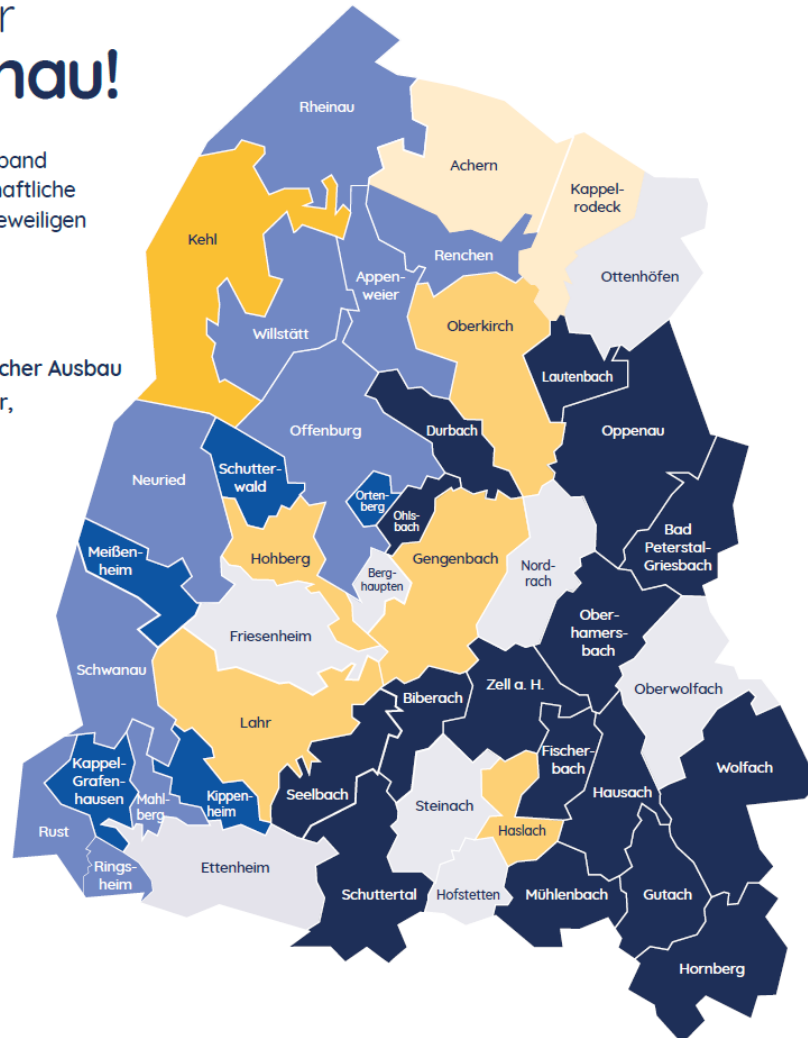 r
nau!
band
haftliche
eweiligen
cher Ausbau
r,
Rheinau
Achern
Kappel-
rodeck
Kehl
Renchen
Appen-
weier
Ottenhöfen
Oberkirch
Willstätt
Lautenbach
Offenburg
Durbach
Oppenau
Neuried
Schutter-
wald
Orten-
berg
Ohls-
bach
Bad
Peterstal-
Griesbach
Meißen-
heim
Hohberg
Gengenbach
Nord-
rach
Berg-
haupten
Friesenheim
Ober-
hamers-
bach
Schwanau
Zell a. H.
Oberwolfach
Biberach
Lahr
Fischer-
bach
Wolfach
Kappel-
Grafen-
hausen
Mahl-
berg
Kippen-
heim
Seelbach
Hausach
Steinach
Rust
Haslach
Rings-
heim
Ettenheim
Schuttertal
Hofstetten
Mühlenbach
Gutach
Hornberg